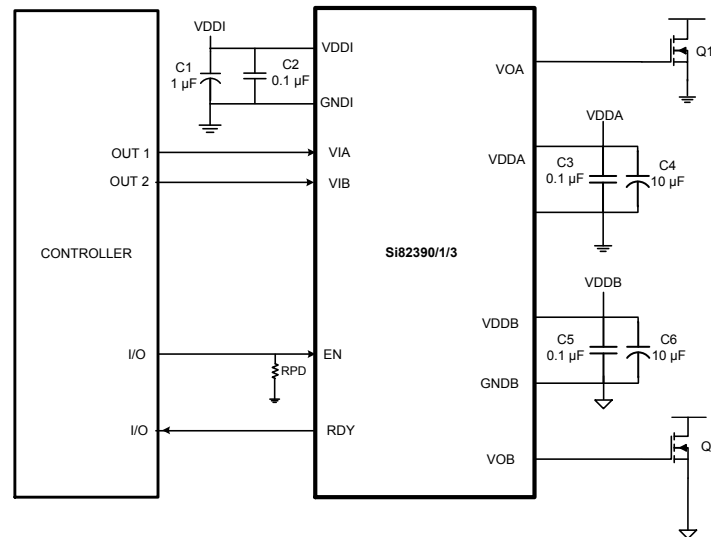 VDDI
C1
1 µF
C2
0.1 µF
VDDI
GNDI
VOA
Q1
OUT 1
VIA
OUT 2
VIB
VDDA
VDDA
C3
0.1 µF
C4
10 µF
CONTROLLER
Si82390/1/3
VDDB
VDDB
C5
0.1 µF
C6
10 µF
GNDB
I/O
EN
RPD
I/O
RDY
VOB
Q